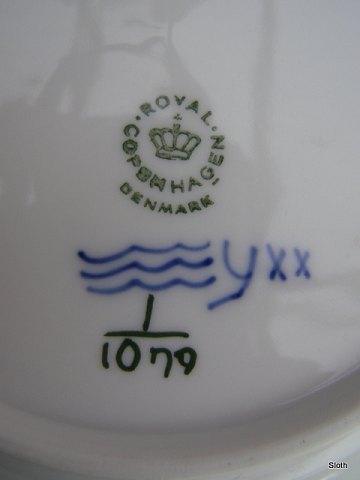 ROYAL
COPENHAGEN
DENMARK
yxx
1
1079
Sloth